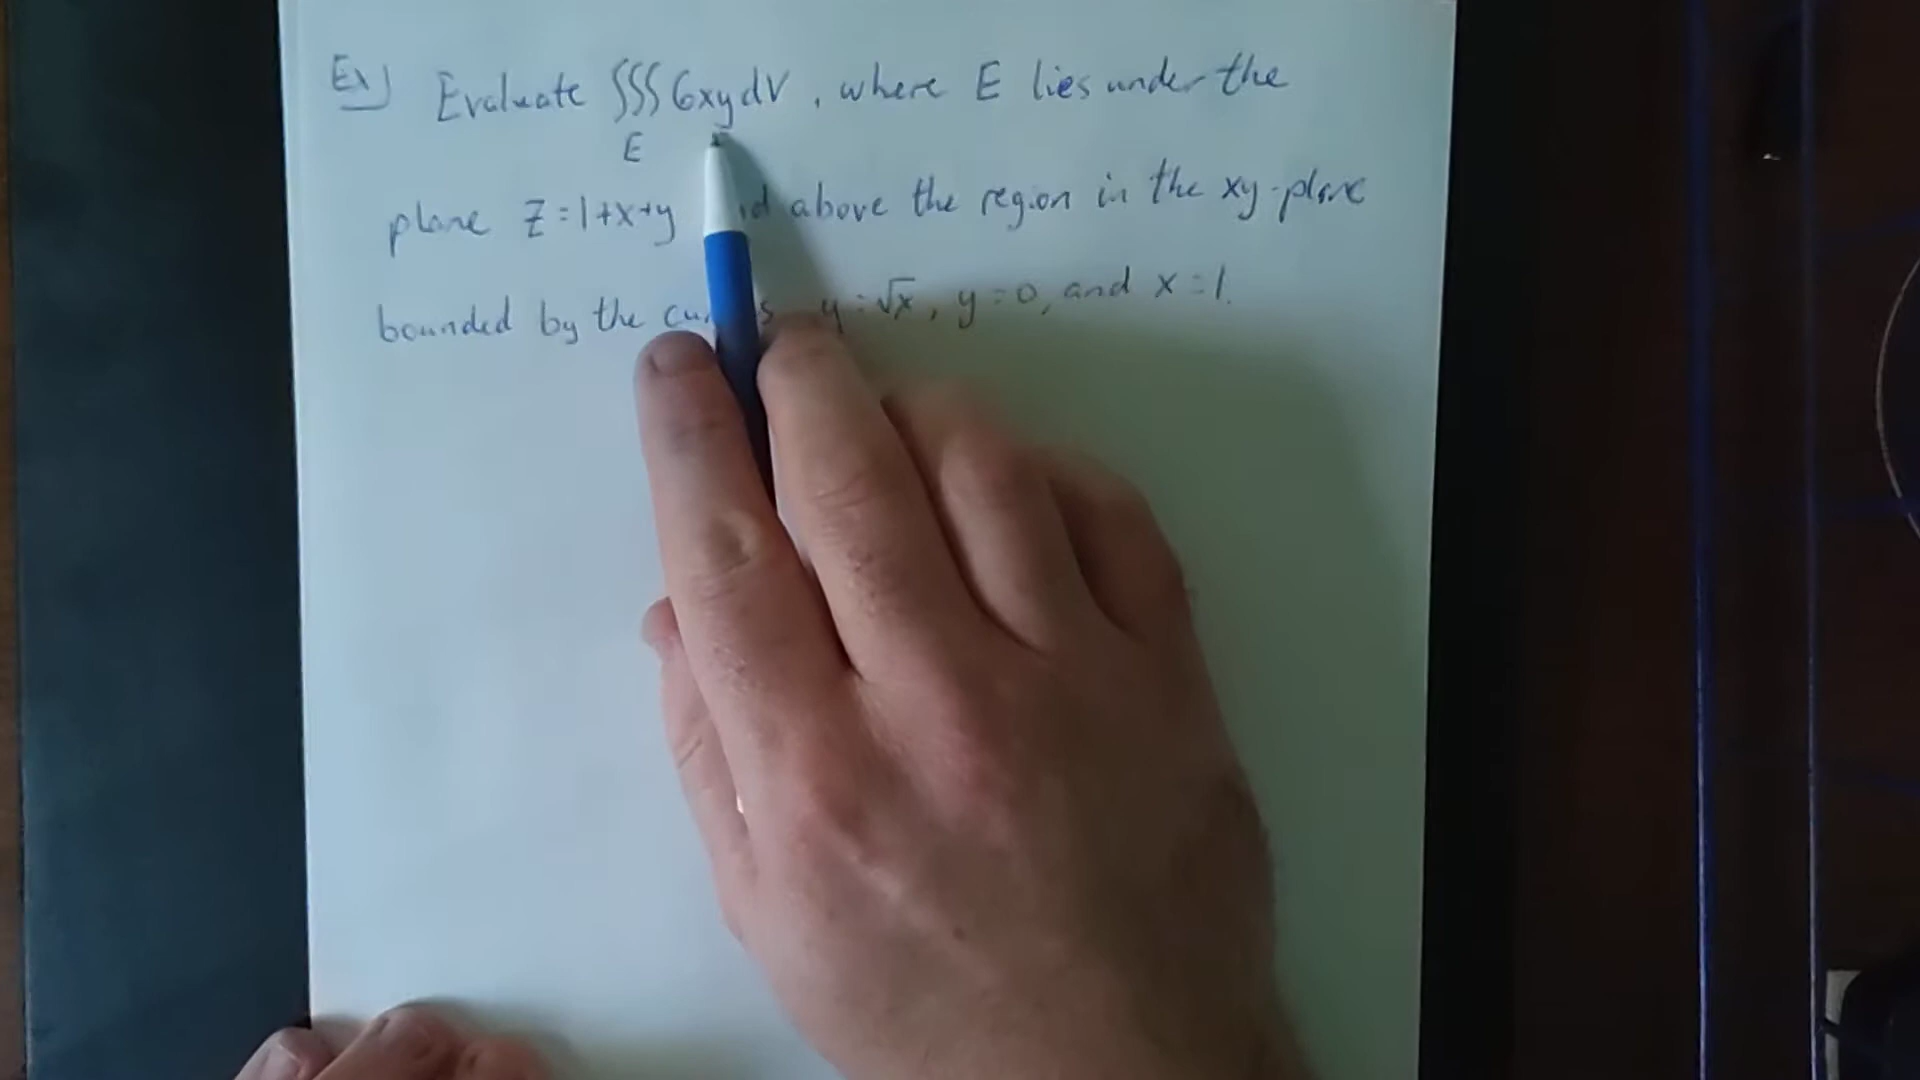 Ex) Evaluate ∭ 6xy dV, where E lies under the
E
plane z=1+x+y above the region in the xy-plane
bounded by the y=√x, y=0, and x=1.